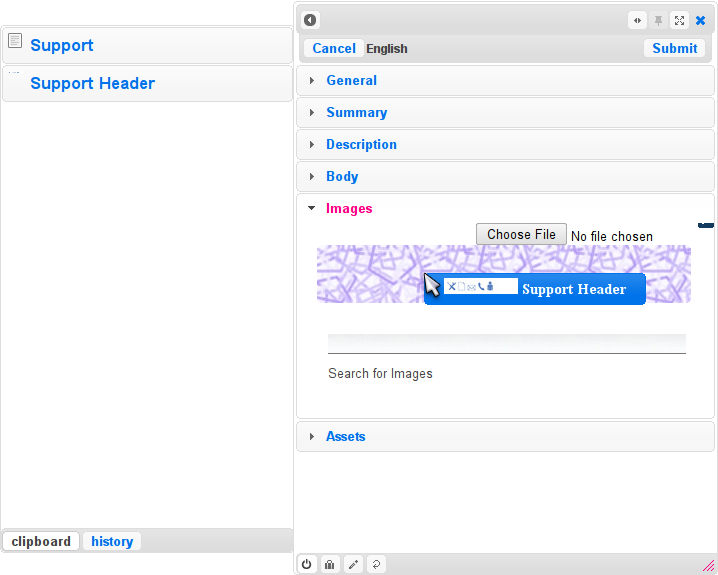 Support
Support Header
clipboard
history
Cancel English Submit
General
Summary
Description
Body
Images
Choose File No file chosen
Support Header
Search for Images
Assets